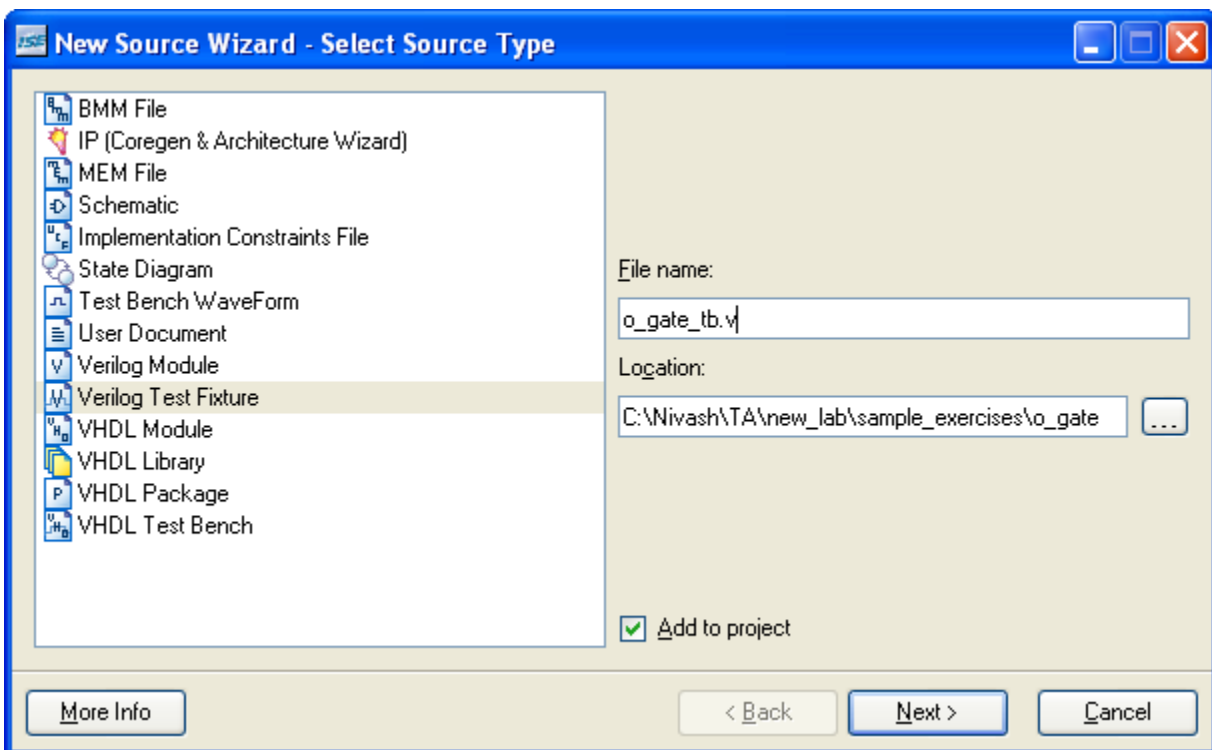 ISE New Source Wizard - Select Source Type
BMM File
IP (Coregen & Architecture Wizard)
MEM File
Schematic
Implementation Constraints File
State Diagram
Test Bench WaveForm
User Document
Verilog Module
Verilog Test Fixture
VHDL Module
VHDL Library
VHDL Package
VHDL Test Bench
File name:
o_gate_tb.v
Location:
C:\Nivash\TA\new_lab\sample_exercises\o_gate
...
Add to project
More Info
< Back
Next >
Cancel